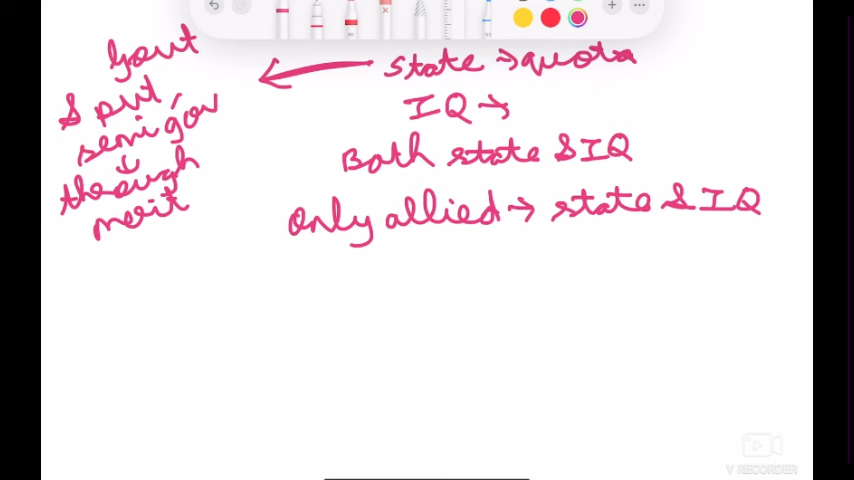 Govt
& pvt
semi gov
through
merit
state → quota
IQ →
Both state & IQ
Only allied → state & IQ
V RECORDER